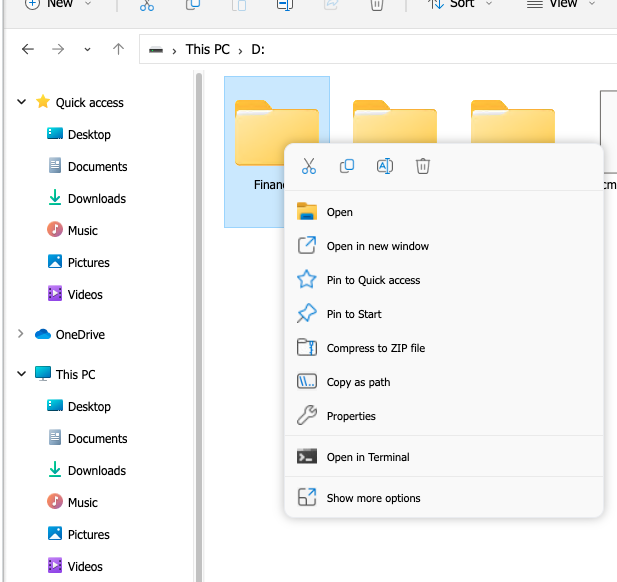 New
Sort
View
This PC > D:
Quick access
Desktop
Documents
Downloads
Music
Pictures
Videos
OneDrive
This PC
Desktop
Documents
Downloads
Music
Pictures
Videos
Open
Open in new window
Pin to Quick access
Pin to Start
Compress to ZIP file
Copy as path
Properties
Open in Terminal
Show more options